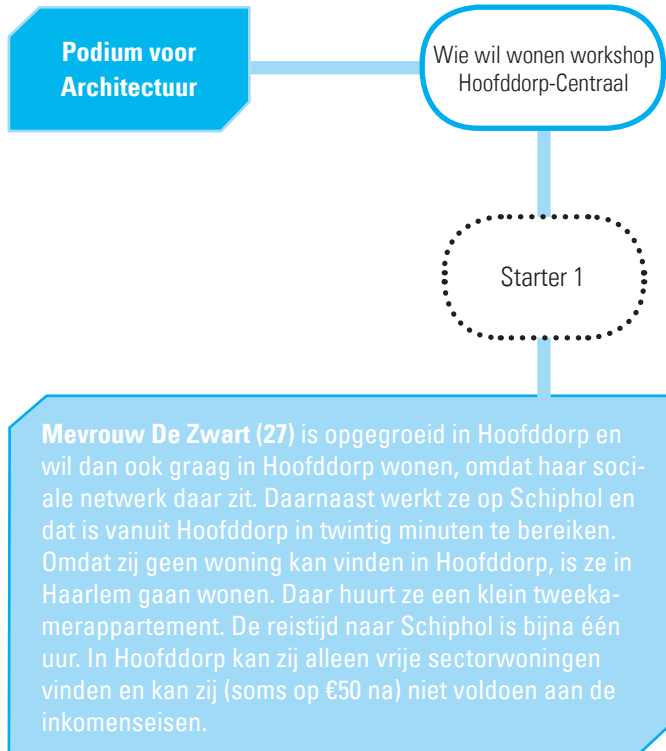 Podium voor
Architectuur
Wie wil wonen workshop
Hoofddorp-Centraal
Starter 1
Mevrouw De Zwart (27) is opgegroeid in Hoofddorp en
wil dan ook graag in Hoofddorp wonen, omdat haar soci-
ale netwerk daar zit. Daarnaast werkt ze op Schiphol en
dat is vanuit Hoofddorp in twintig minuten te bereiken.
Omdat zij geen woning kan vinden in Hoofddorp, is ze in
Haarlem gaan wonen. Daar huurt ze een klein tweeka-
merappartement. De reistijd naar Schiphol is bijna één
uur. In Hoofddorp kan zij alleen vrije sectorwoningen
vinden en kan zij (soms op €50 na) niet voldoen aan de
inkomenseisen.